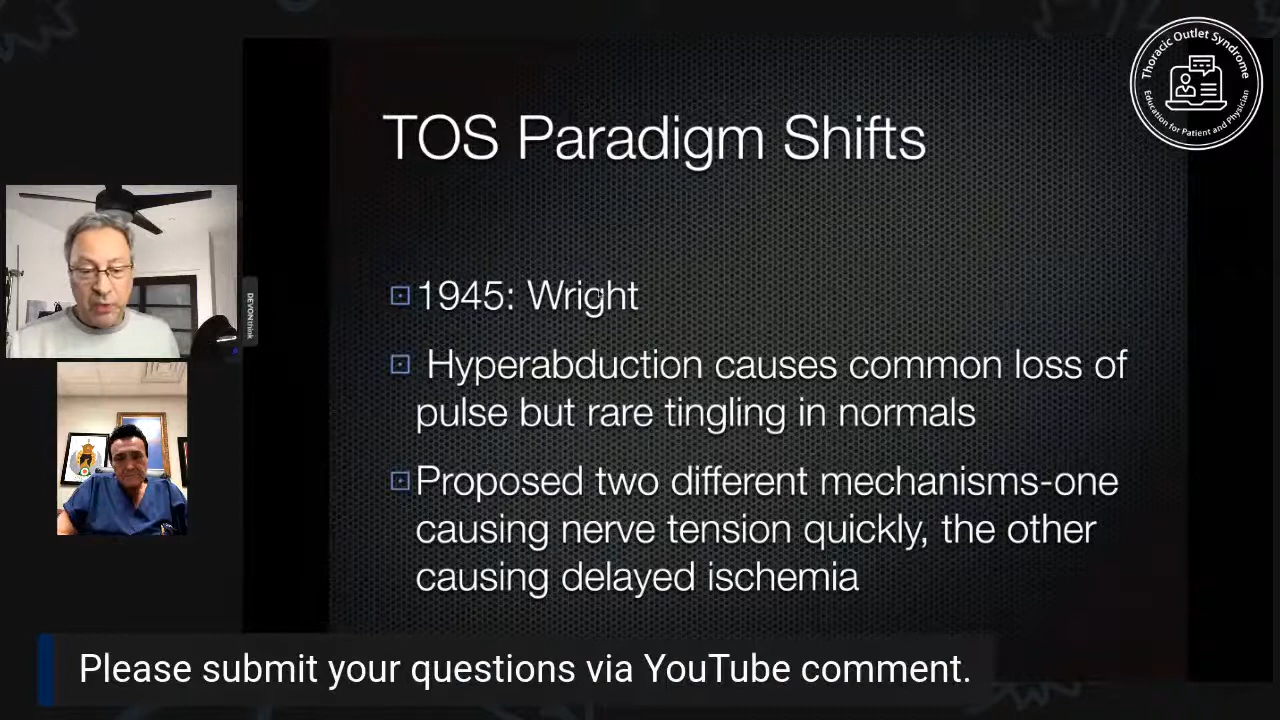 Thoracic Outlet Syndrome
Education for Patient and Physician
TOS Paradigm Shifts
1945: Wright
Hyperabduction causes common loss of
pulse but rare tingling in normals
Proposed two different mechanisms-one
causing nerve tension quickly, the other
causing delayed ischemia
DEVONthink
Please submit your questions via YouTube comment.